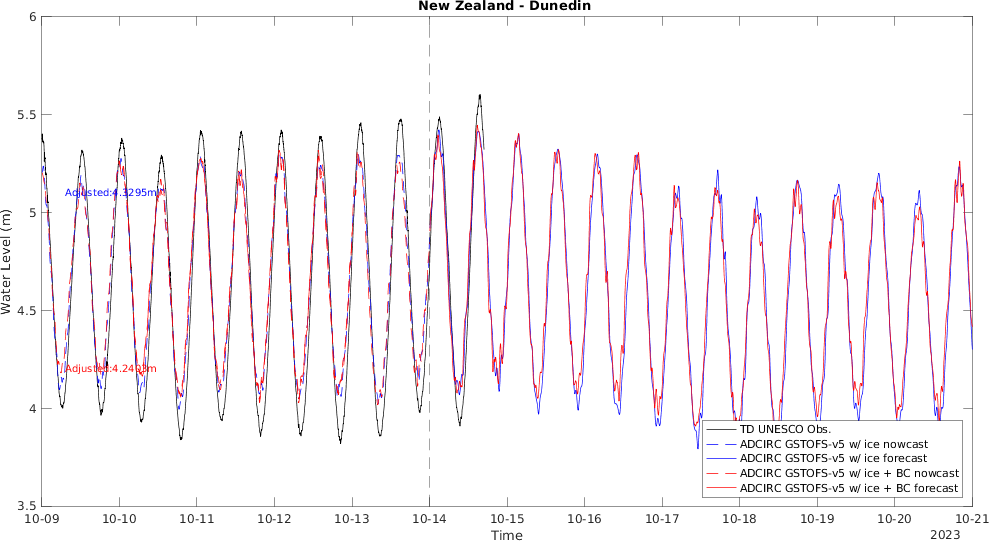 New Zealand - Dunedin
6
5.5
5
4.5
4
3.5
Water Level (m)
Adjusted:4.3295m
Adjusted:4.2403m
TD UNESCO Obs.
ADCIRC GSTOFS-v5 w/ ice nowcast
ADCIRC GSTOFS-v5 w/ ice forecast
ADCIRC GSTOFS-v5 w/ ice + BC nowcast
ADCIRC GSTOFS-v5 w/ ice + BC forecast
10-09 10-10 10-11 10-12 10-13 10-14 10-15 10-16 10-17 10-18 10-19 10-20 10-21
Time
2023